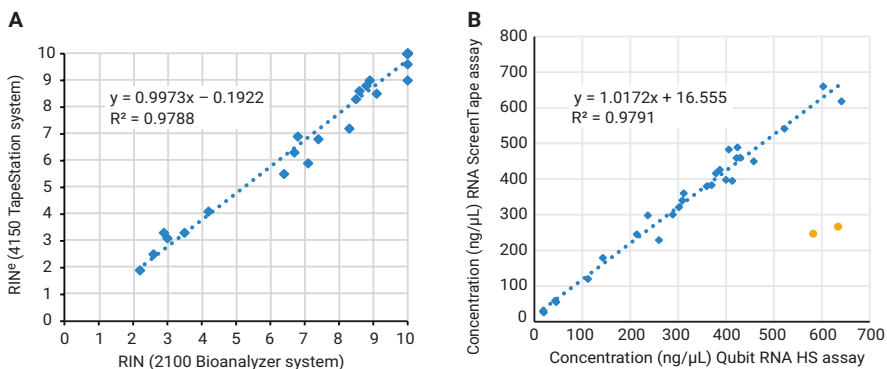 A
RINᵉ (4150 TapeStation system)
10
9
8
7
6
5
4
3
2
1
0
y = 0.9973x – 0.1922
R² = 0.9788
0 1 2 3 4 5 6 7 8 9 10
RIN (2100 Bioanalyzer system)
B
Concentration (ng/µL) RNA ScreenTape assay
800
700
600
500
400
300
200
100
0
y = 1.0172x + 16.555
R² = 0.9791
0 100 200 300 400 500 600 700
Concentration (ng/µL) Qubit RNA HS assay